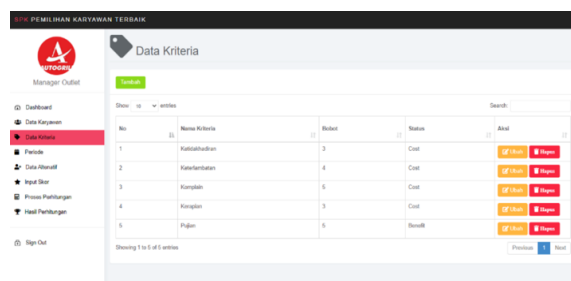 SPK PEMILIHAN KARYAWAN TERBAIK
AUTOGRILL
Manager Outlet
Dashboard
Data Karyawan
Data Kriteria
Periode
Data Alternatif
Input Skor
Proses Perhitungan
Hasil Perhitungan
Sign Out
Data Kriteria
Tambah
Show 10 entries
Search:
No Nama Kriteria Bobot Status Aksi
1 Ketidakhadiran 3 Cost Ubah Hapus
2 Keterlambatan 4 Cost Ubah Hapus
3 Komplain 5 Cost Ubah Hapus
4 Kerapian 3 Cost Ubah Hapus
5 Pujian 5 Benefit Ubah Hapus
Showing 1 to 5 of 5 entries
Previous 1 Next